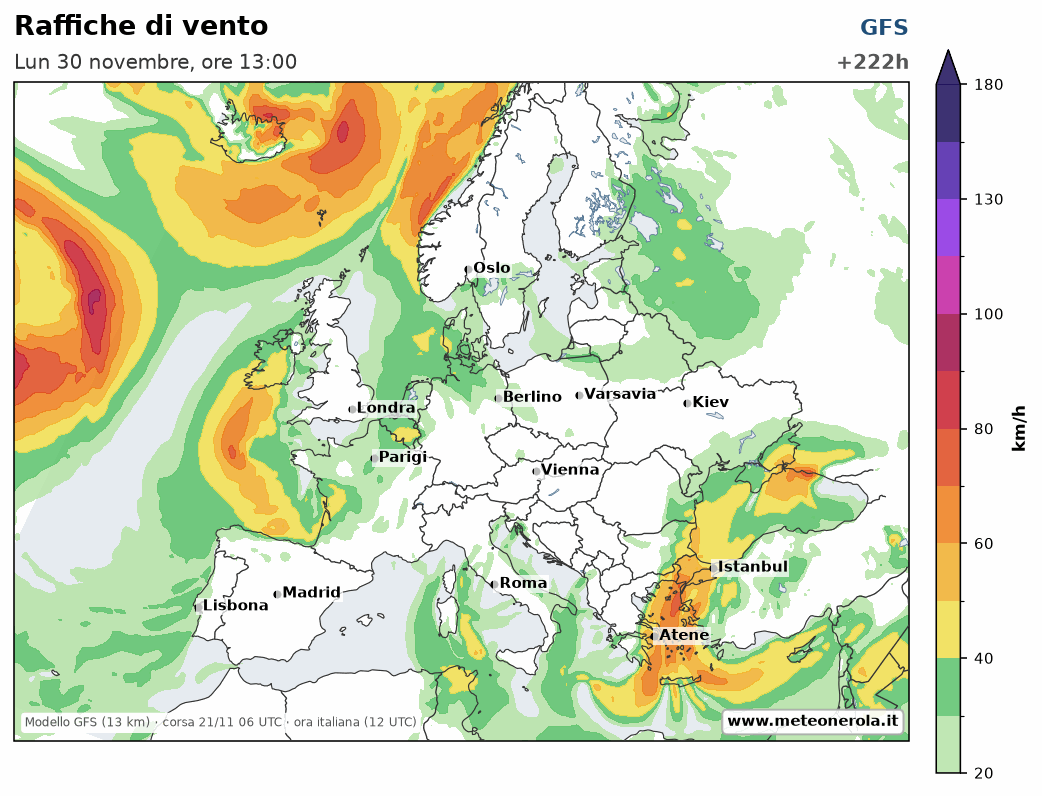 Raffiche di vento
GFS
Lun 30 novembre, ore 13:00
+222h
180
130
100
80
60
40
20
km/h
Oslo
Londra
Berlino
Varsavia
Kiev
Parigi
Vienna
Istanbul
Roma
Madrid
Lisbona
Atene
Modello GFS (13 km) · corsa 21/11 06 UTC · ora italiana (12 UTC)
www.meteonerola.it